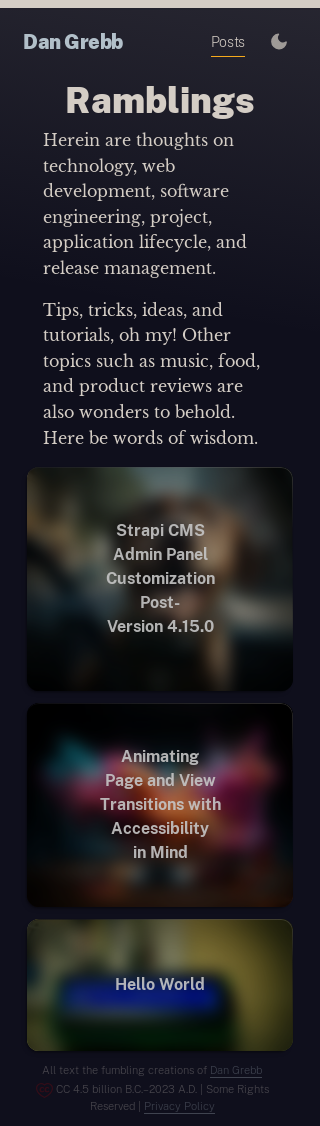 Dan Grebb
Posts
Ramblings
Herein are thoughts on
technology, web
development, software
engineering, project,
application lifecycle, and
release management.
Tips, tricks, ideas, and
tutorials, oh my! Other
topics such as music, food,
and product reviews are
also wonders to behold.
Here be words of wisdom.
Strapi CMS
Admin Panel
Customization
Post-
Version 4.15.0
Animating
Page and View
Transitions with
Accessibility
in Mind
Hello World
All text the fumbling creations of Dan Grebb
CC 4.5 billion B.C.–2023 A.D. | Some Rights
Reserved | Privacy Policy